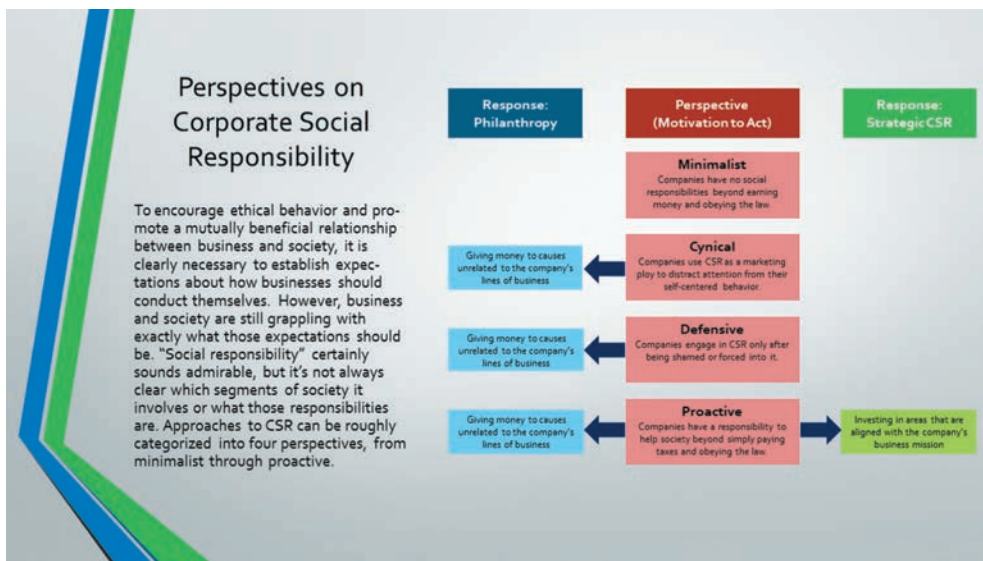 Perspectives on
Corporate Social
Responsibility
To encourage ethical behavior and pro-
mote a mutually beneficial relationship
between business and society, it is
clearly necessary to establish expec-
tations about how businesses should
conduct themselves. However, business
and society are still grappling with
exactly what those expectations should
be. “Social responsibility” certainly
sounds admirable, but it’s not always
clear which segments of society it
involves or what those responsibilities
are. Approaches to CSR can be roughly
categorized into four perspectives, from
minimalist through proactive.
Response:
Philanthropy
Perspective
(Motivation to Act)
Response:
Strategic CSR
Minimalist
Companies have no social
responsibilities beyond earning
money and obeying the law.
Giving money to causes
unrelated to the company’s
lines of business
Cynical
Companies use CSR as a marketing
ploy to distract attention from their
self-centered behavior.
Giving money to causes
unrelated to the company’s
lines of business
Defensive
Companies engage in CSR only after
being shamed or forced into it.
Giving money to causes
unrelated to the company’s
lines of business
Proactive
Companies have a responsibility to
help society beyond simply paying
taxes and obeying the law.
Investing in areas that are
aligned with the company’s
business mission